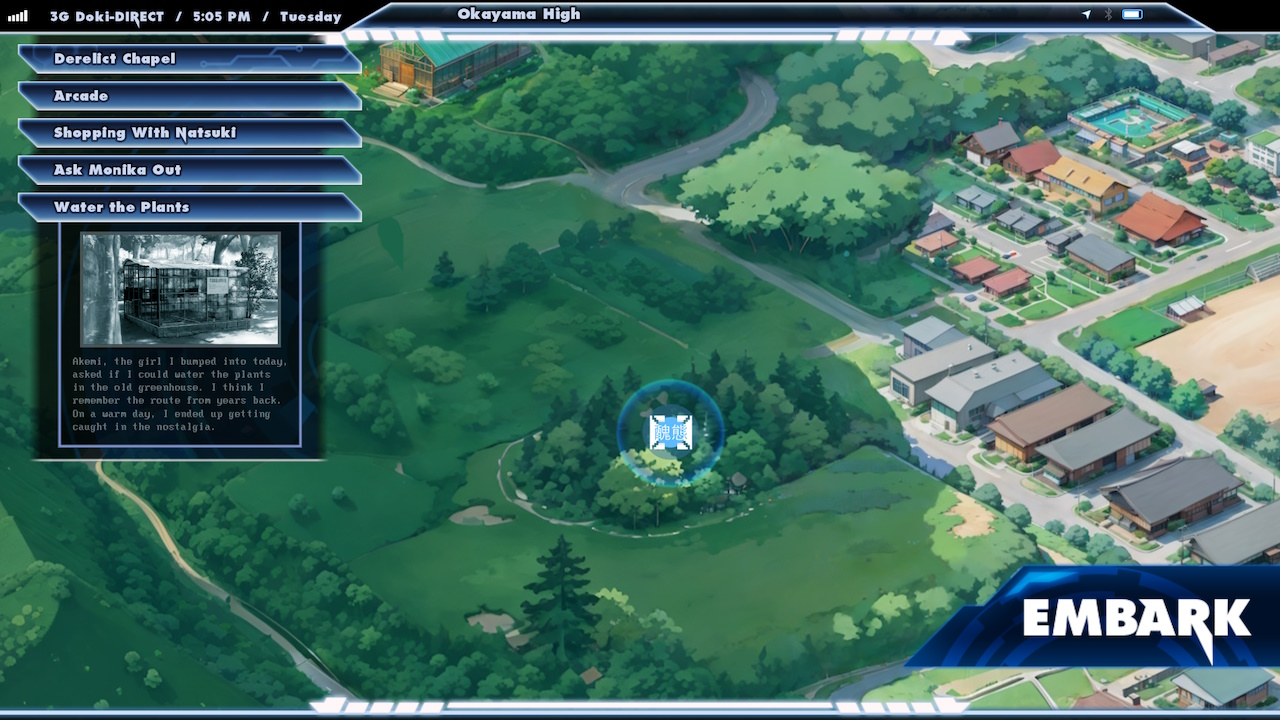 3G Doki-DIRECT / 5:05 PM / Tuesday
Okayama High
Derelict Chapel
Arcade
Shopping With Natsuki
Ask Monika Out
Water the Plants
Akemi, the girl I bumped into today,
asked if I could water the plants
in the old greenhouse. I think I
remember the route from years back.
On a warm day, I ended up getting
caught in the nostalgia.
醜態
EMBARK